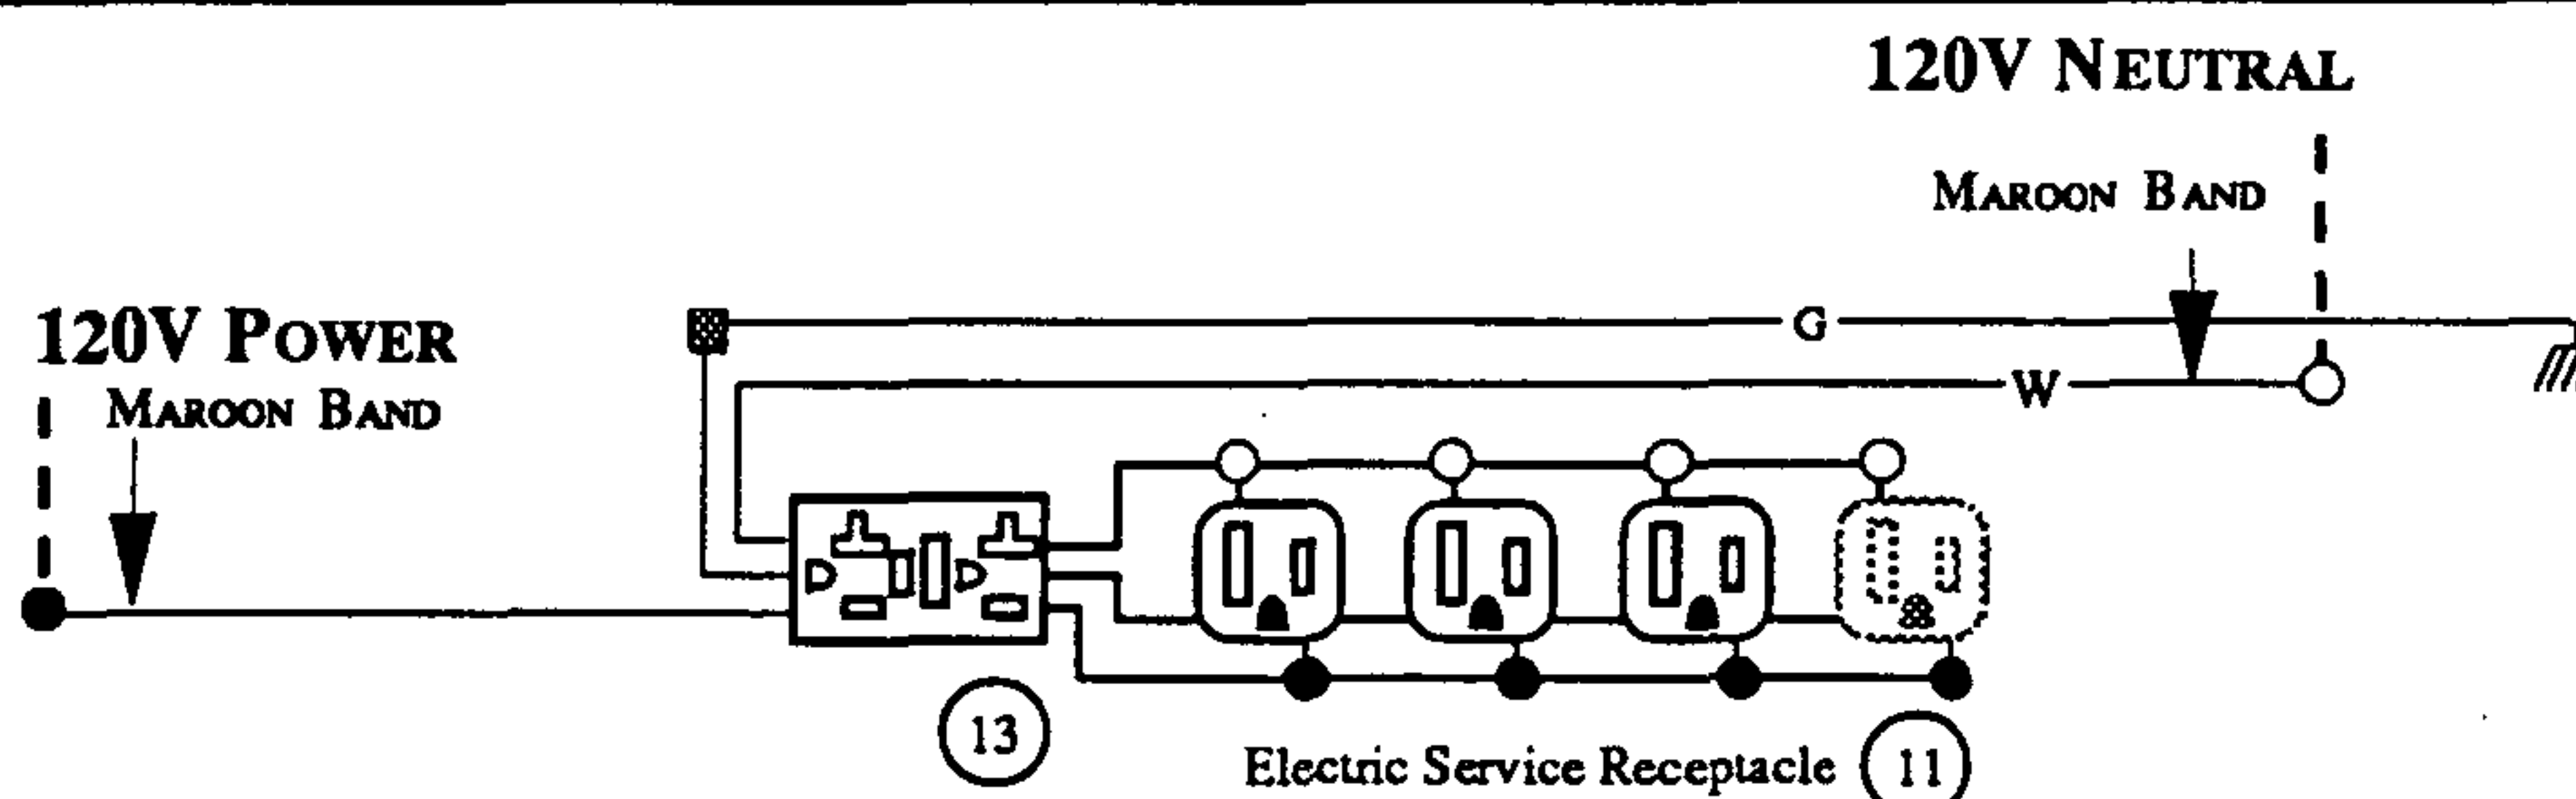 120V NEUTRAL
MAROON BAND
120V POWER
MAROON BAND
G
W
13
Electric Service Receptacle 11